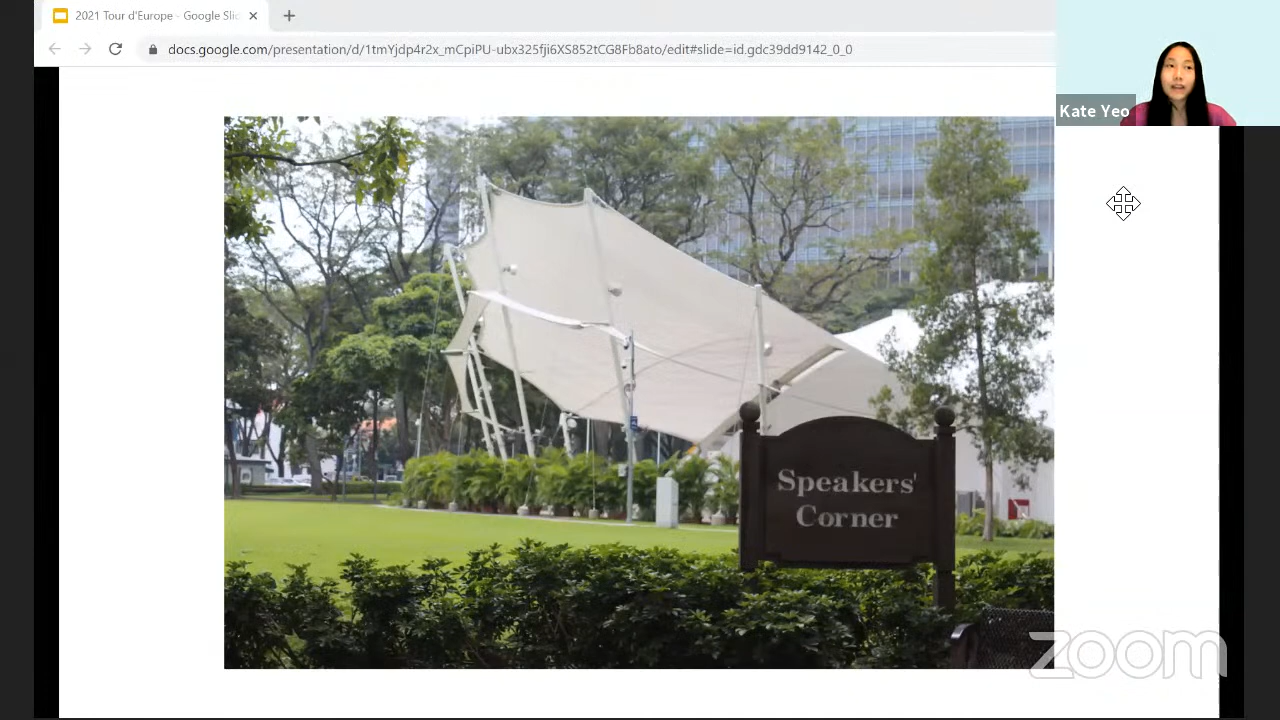 2021 Tour d'Europe - Google Slid
docs.google.com/presentation/d/1tmYjdp4r2x_mCpiPU-ubx325fji6XS852tCG8Fb8ato/edit#slide=id.gdc39dd9142_0_0
Kate Yeo
Speakers'
Corner
zoom